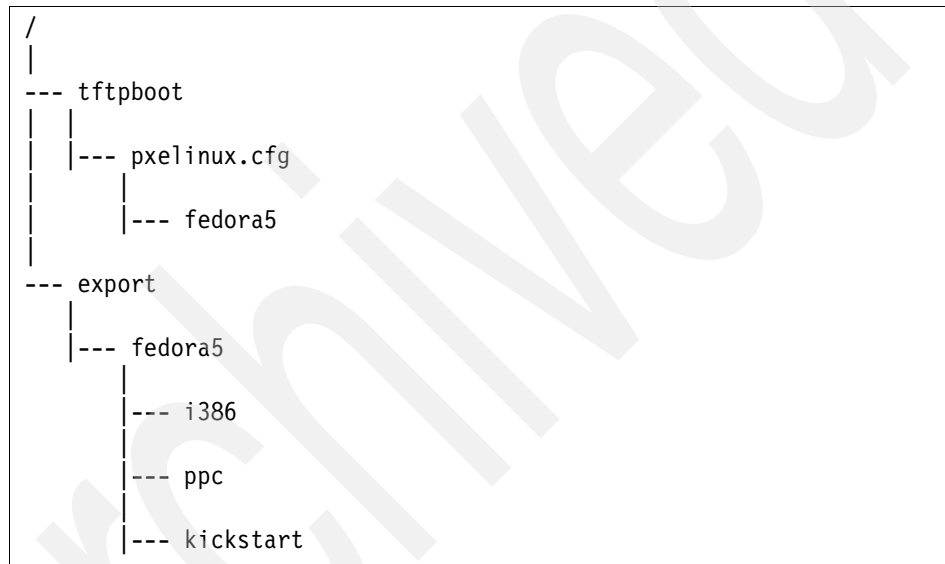 /
|
--- tftpboot
|  |
|  |--- pxelinux.cfg
|     |
|     |--- fedora5
|
--- export
   |
   |--- fedora5
      |
      |--- i386
      |
      |--- ppc
      |
      |--- kickstart